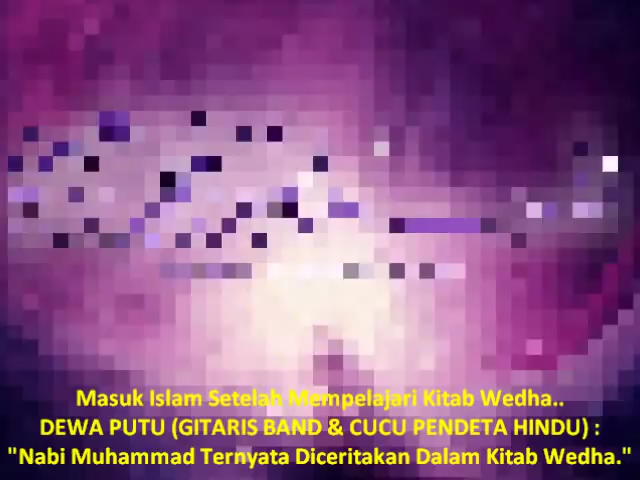 Masuk Islam Setelah Mempelajari Kitab Wedha..
DEWA PUTU (GITARIS BAND & CUCU PENDETA HINDU) :
"Nabi Muhammad Ternyata Diceritakan Dalam Kitab Wedha."